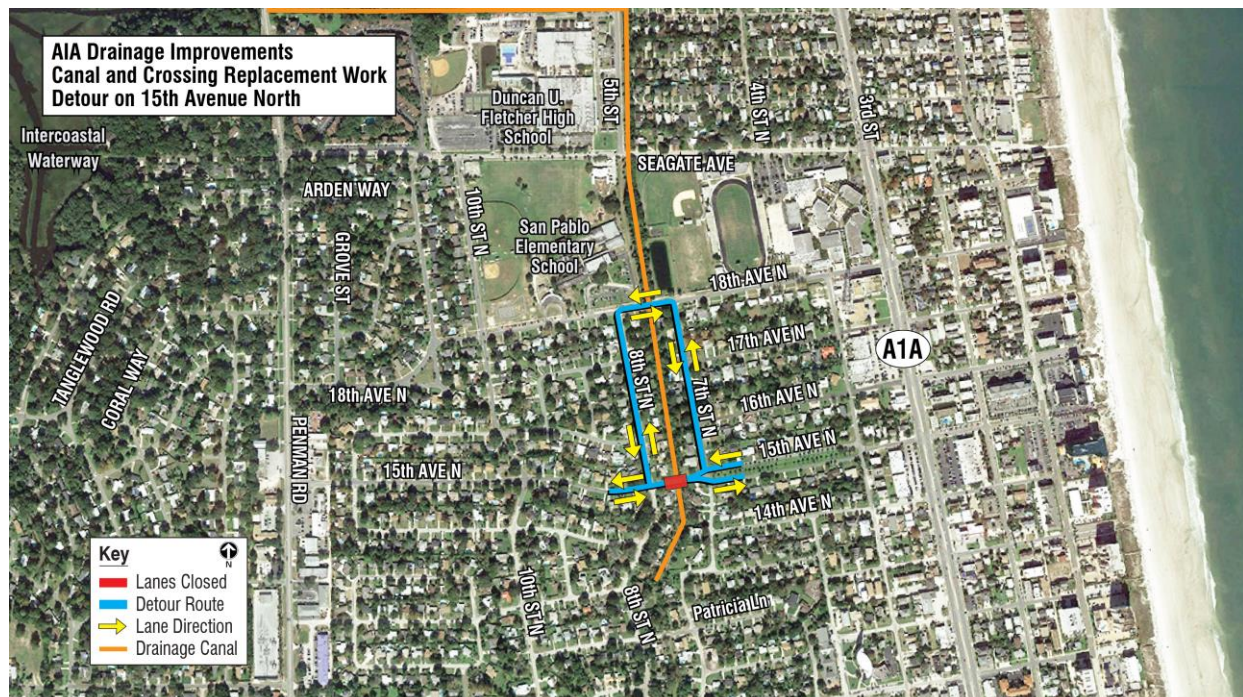 AIA Drainage Improvements
Canal and Crossing Replacement Work
Detour on 15th Avenue North
Intercoastal
Waterway
Duncan U.
Fletcher High
School
5th ST
4th ST N
3rd ST
SEAGATE AVE
ARDEN WAY
10th ST N
GROVE ST
San Pablo
Elementary
School
18th AVE N
TANGLEWOOD RD
CORAL WAY
17th AVE N
A1A
8th ST N
7th ST N
18th AVE N
16th AVE N
PENMAN RD
15th AVE N
15th AVE N
14th AVE N
10th ST N
8th ST N
Patricia Ln
Key
N
Lanes Closed
Detour Route
Lane Direction
Drainage Canal